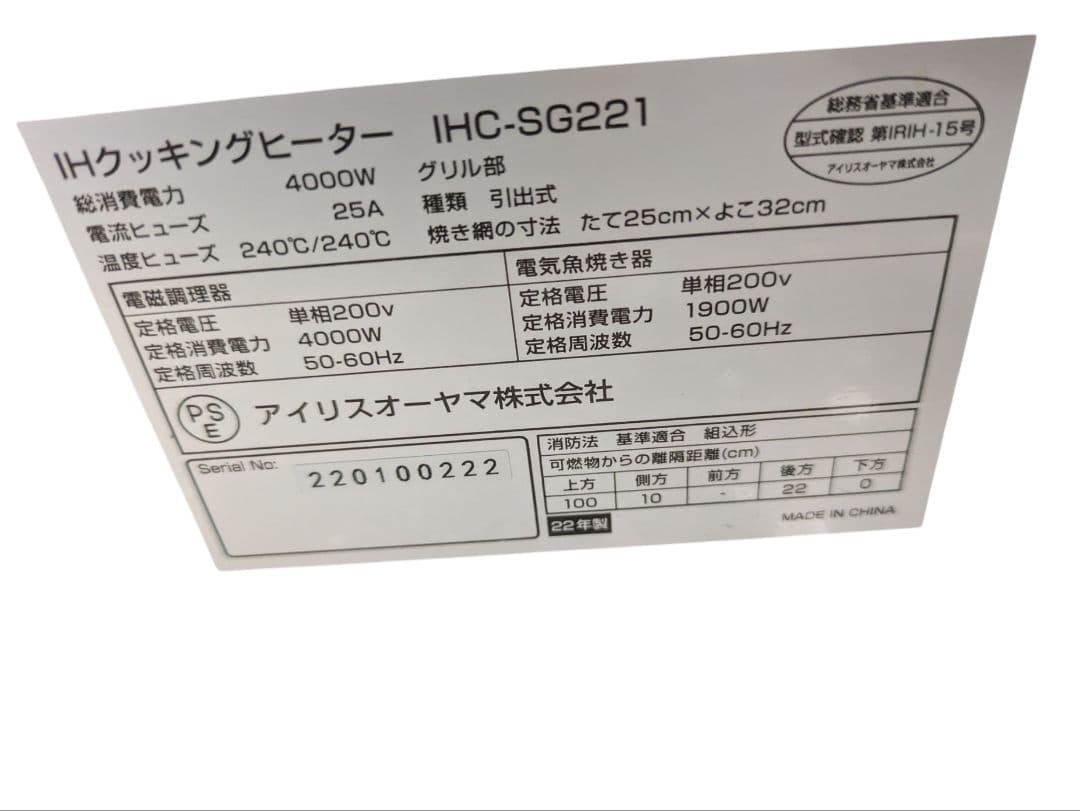 IHクッキングヒーター IHC-SG221
総務省基準適合
型式確認 第IRIH-15号
アイリスオーヤマ株式会社
総消費電力 4000W
電流ヒューズ 25A
温度ヒューズ 240℃/240℃
グリル部
種類 引出式
焼き網の寸法 たて25cm×よこ32cm
電磁調理器
定格電圧 単相200v
定格消費電力 4000W
定格周波数 50-60Hz
電気魚焼き器
定格電圧 単相200v
定格消費電力 1900W
定格周波数 50-60Hz
PSE アイリスオーヤマ株式会社
Serial No: 220100222
消防法 基準適合 組込形
可燃物からの離隔距離(cm)
上方 側方 前方 後方 下方
100 10 - 22 0
22年製 MADE IN CHINA